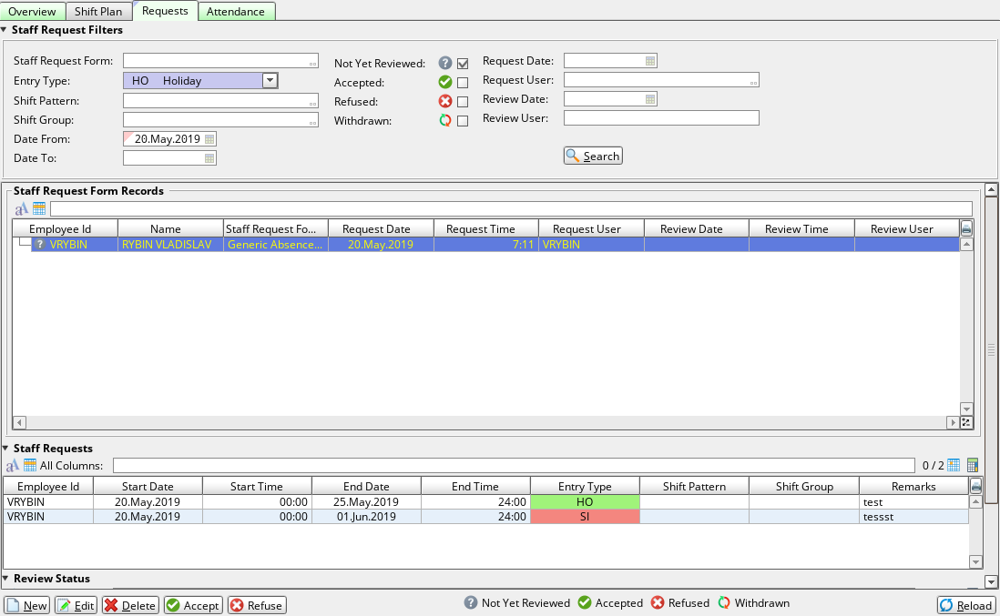 Overview Shift Plan Requests Attendance
Staff Request Filters
Staff Request Form: Not Yet Reviewed: Request Date:
Entry Type: HO Holiday Accepted: Request User:
Shift Pattern: Refused: Review Date:
Shift Group: Withdrawn: Review User:
Date From: 20.May.2019
Date To: Search
Staff Request Form Records
Employee Id Name Staff Request Fo... Request Date Request Time Request User Review Date Review Time Review User
VRYBIN RYBIN VLADISLAV Generic Absence... 20.May.2019 7:11 VRYBIN
Staff Requests
All Columns: 0 / 2
Employee Id Start Date Start Time End Date End Time Entry Type Shift Pattern Shift Group Remarks
VRYBIN 20.May.2019 00:00 25.May.2019 24:00 HO test
VRYBIN 20.May.2019 00:00 01.Jun.2019 24:00 SI tessst
Review Status
New Edit Delete Accept Refuse Not Yet Reviewed Accepted Refused Withdrawn Reload